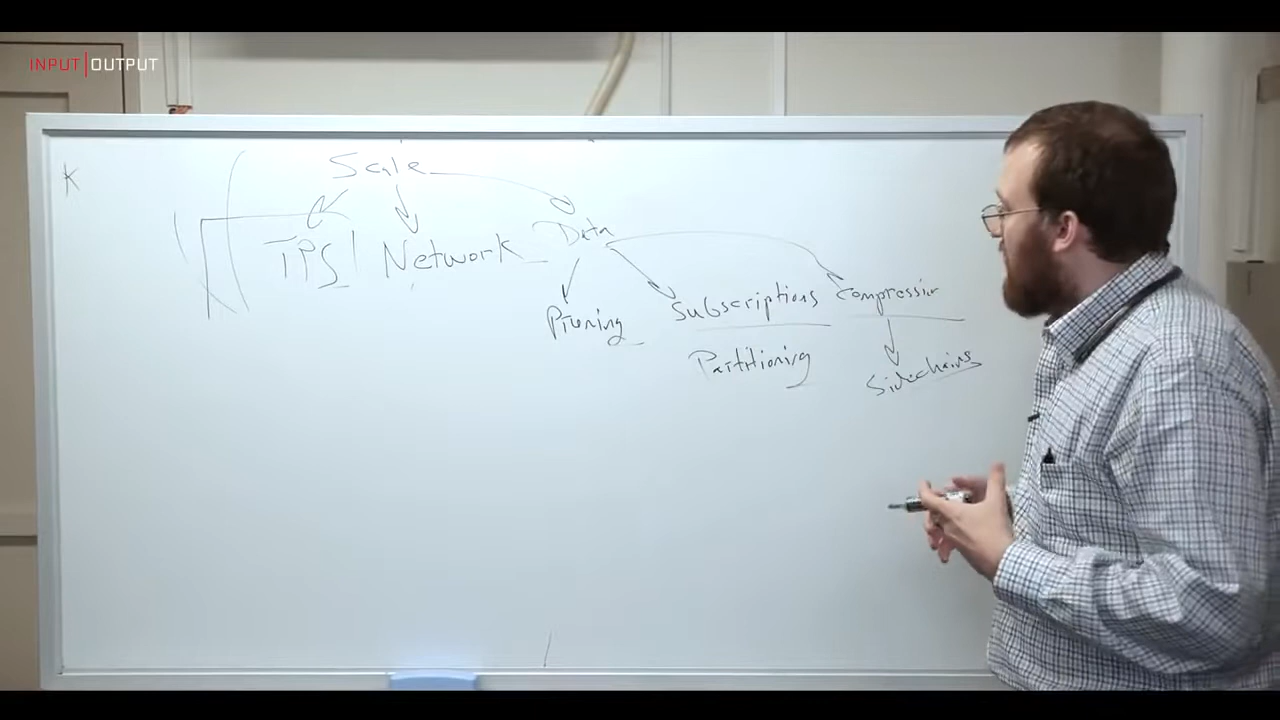 INPUT|OUTPUT
K
Scale
TPS Network Data
Pruning Subscriptions Compression
Partitioning
Sidechains